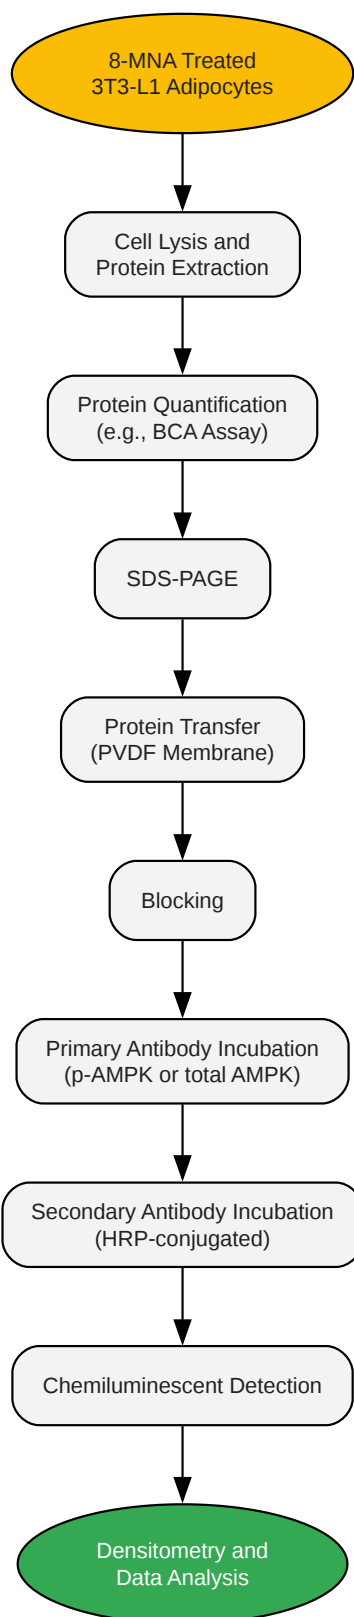 8-MNA Treated
3T3-L1 Adipocytes
Cell Lysis and
Protein Extraction
Protein Quantification
(e.g., BCA Assay)
SDS-PAGE
Protein Transfer
(PVDF Membrane)
Blocking
Primary Antibody Incubation
(p-AMPK or total AMPK)
Secondary Antibody Incubation
(HRP-conjugated)
Chemiluminescent Detection
Densitometry and
Data Analysis